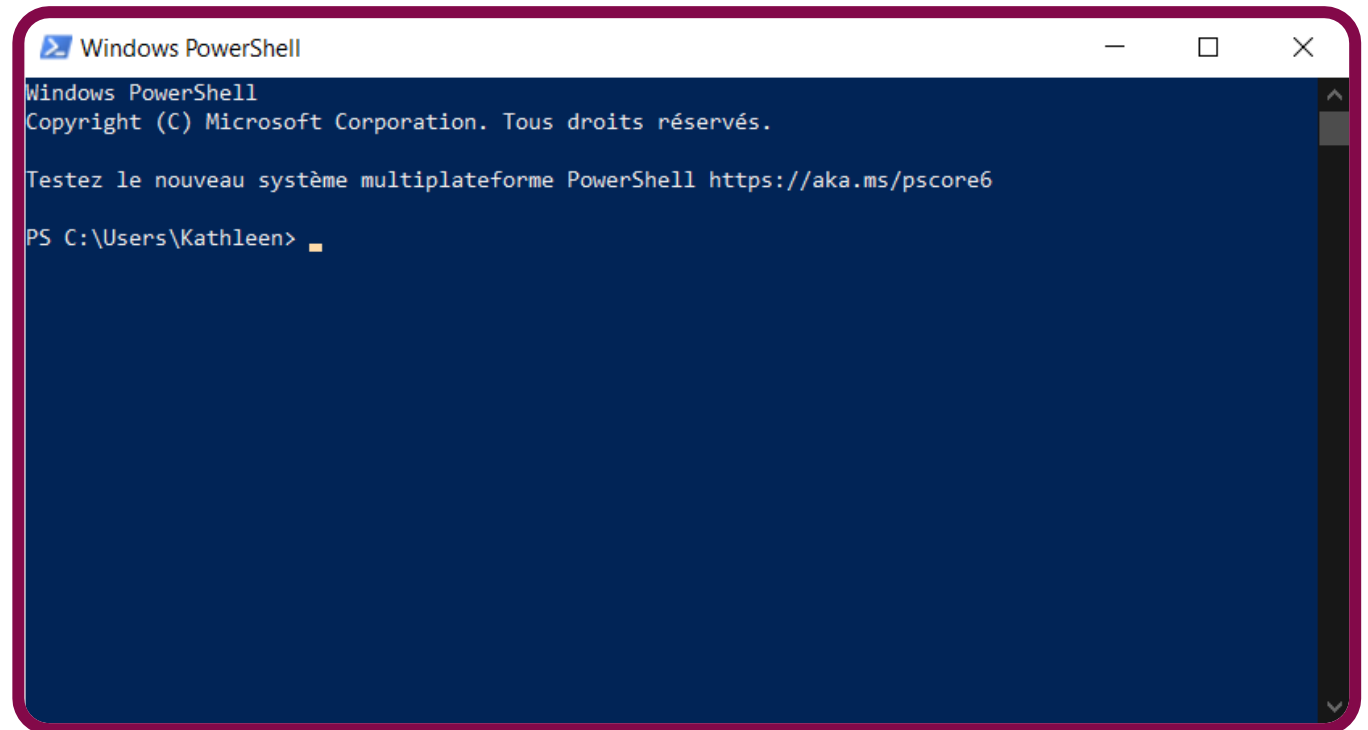 Windows PowerShell
Windows PowerShell
Copyright (C) Microsoft Corporation. Tous droits réservés.
Testez le nouveau système multiplateforme PowerShell https://aka.ms/pscore6
PS C:\Users\Kathleen>